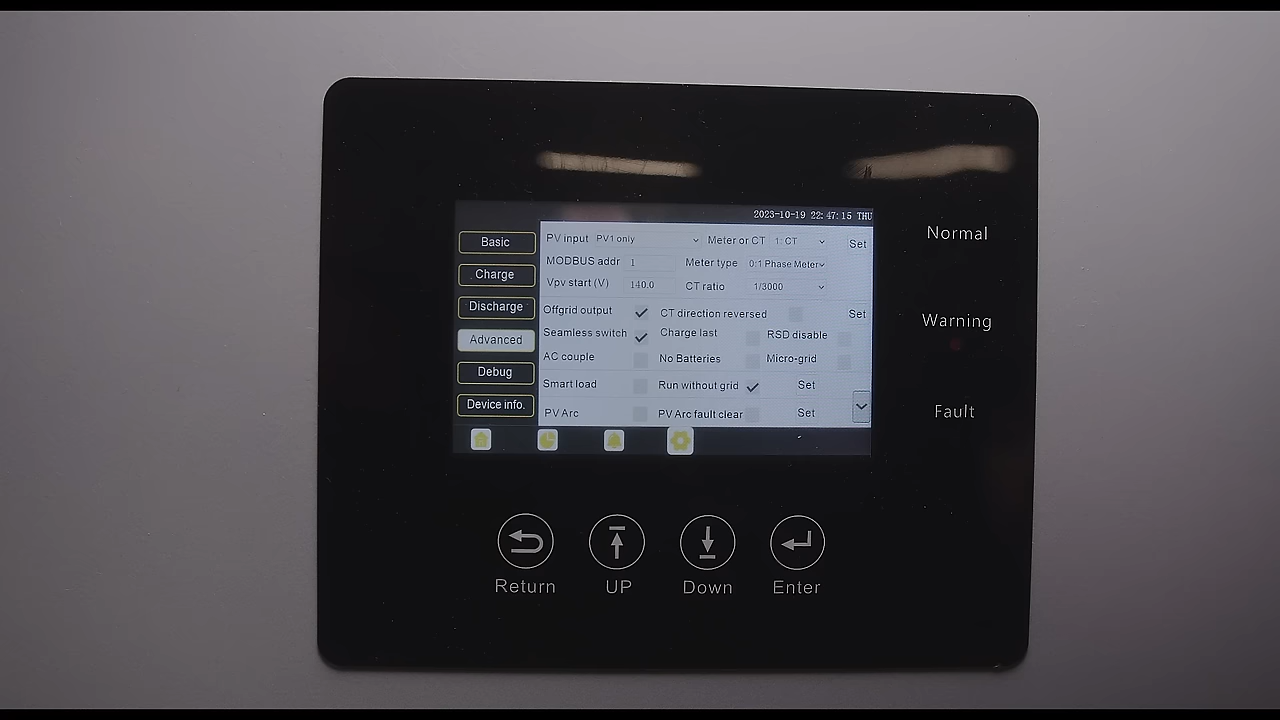 2023-10-19 22:47:15 THU
Basic
Charge
Discharge
Advanced
Debug
Device info.
PV input PV1 only Meter or CT 1: CT Set
MODBUS addr 1 Meter type 0:1 Phase Meter
Vpv start (V) 140.0 CT ratio 1/3000
Offgrid output CT direction reversed Set
Seamless switch Charge last RSD disable
AC couple No Batteries Micro-grid
Smart load Run without grid Set
PV Arc PV Arc fault clear Set
Normal
Warning
Fault
Return UP Down Enter